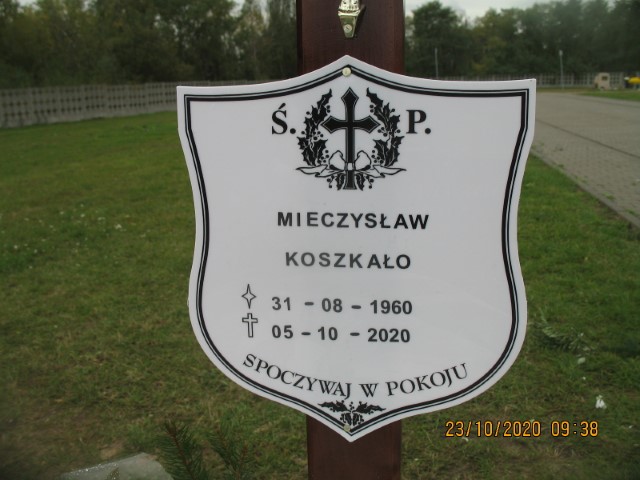 Ś. P.
MIECZYSŁAW
KOSZKAŁO
31 - 08 - 1960
05 - 10 - 2020
SPOCZYWAJ W POKOJU
23/10/2020 09:38